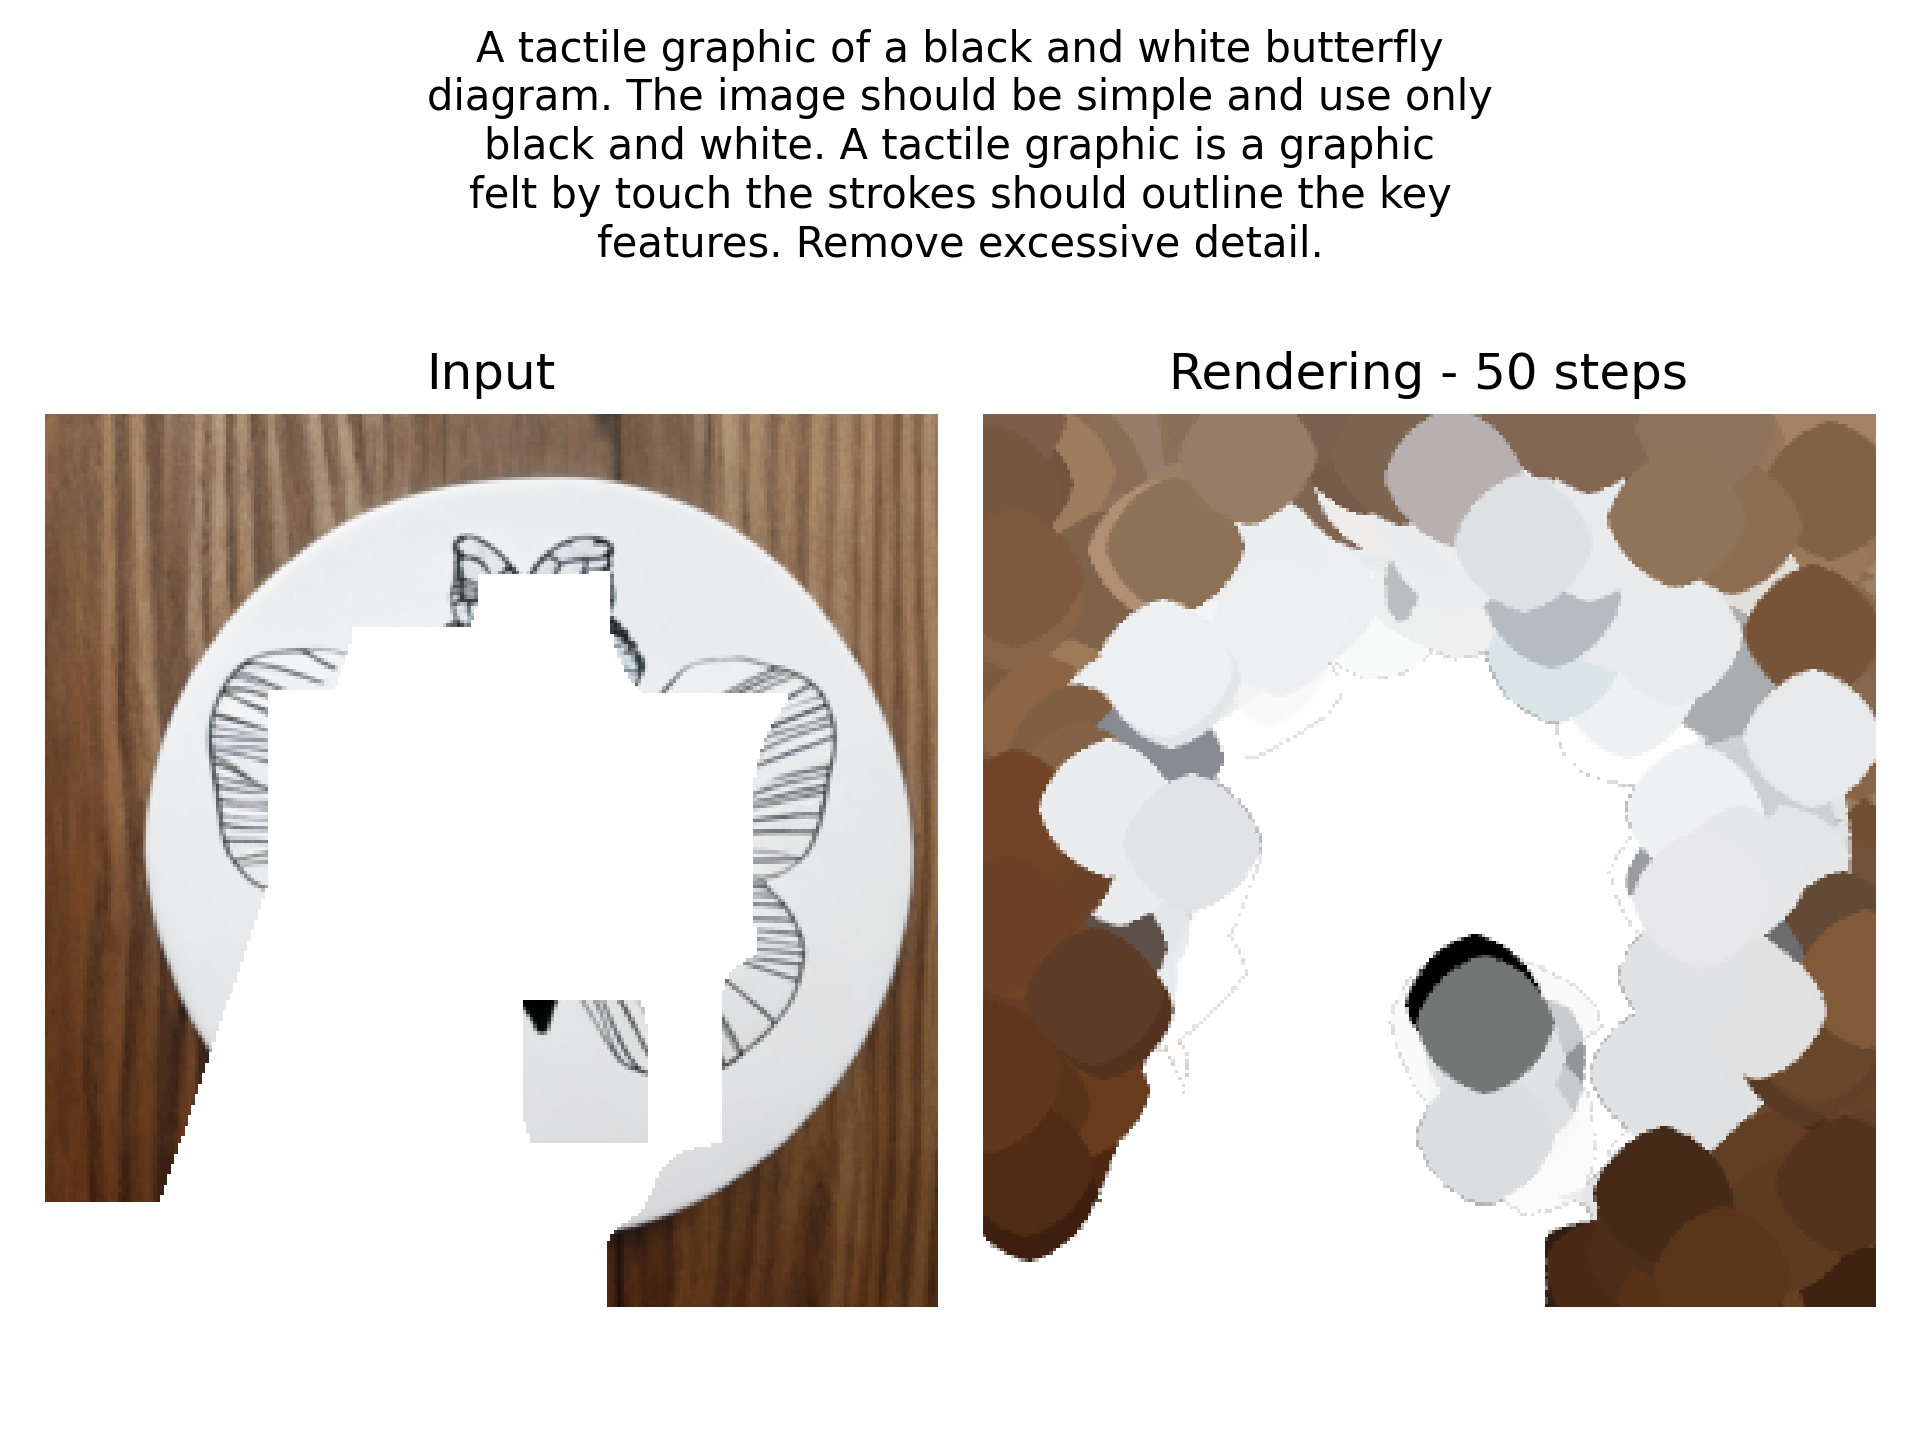 A tactile graphic of a black and white butterfly
diagram. The image should be simple and use only
black and white. A tactile graphic is a graphic
felt by touch the strokes should outline the key
features. Remove excessive detail.
Input
Rendering - 50 steps